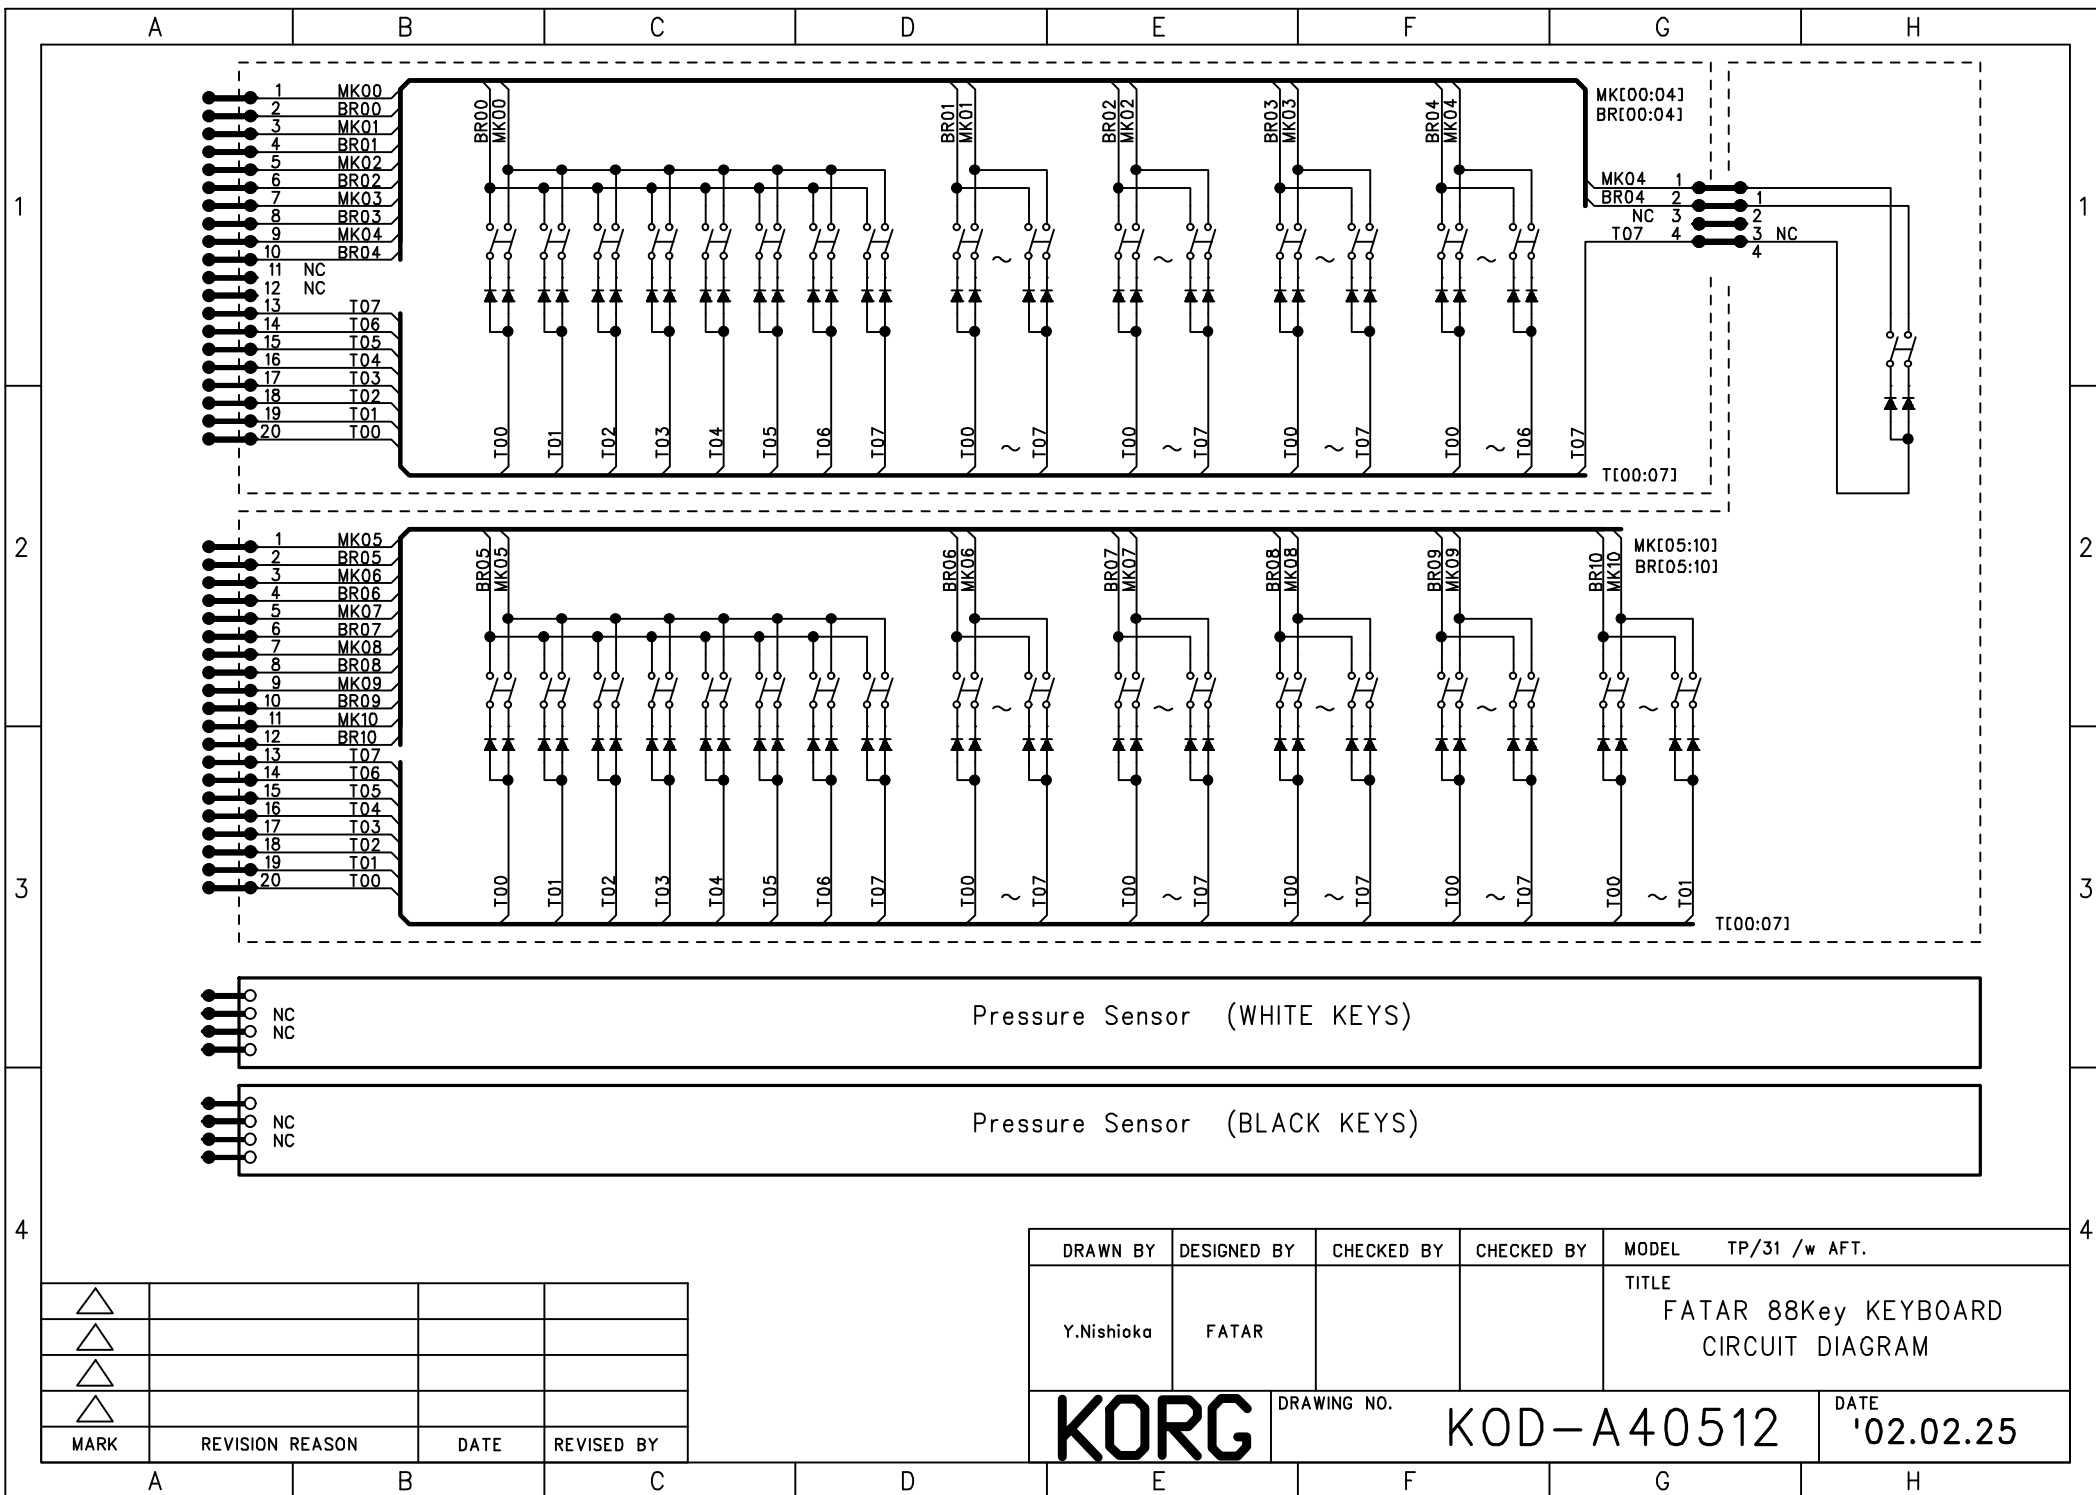 A B C D E F G H
1 MK00
2 BR00
3 MK01
4 BR01
5 MK02
6 BR02
7 MK03
8 BR03
9 MK04
10 BR04
11 NC
12 NC
13 T07
14 T06
15 T05
16 T04
17 T03
18 T02
19 T01
20 T00
BR00 MK00 BR01 MK01 BR02 MK02 BR03 MK03 BR04 MK04
MK[00:04]
BR[00:04]
MK04 1
BR04 2 1
NC 3 2
T07 4 3 NC
4
1 1
~ ~ ~ ~
T00 T01 T02 T03 T04 T05 T06 T07 T00 ~ T07 T00 ~ T07 T00 ~ T07 T00 ~ T06 T07
T[00:07]
2 2
1 MK05
2 BR05
3 MK06
4 BR06
5 MK07
6 BR07
7 MK08
8 BR08
9 MK09
10 BR09
11 MK10
12 BR10
13 T07
14 T06
15 T05
16 T04
17 T03
18 T02
19 T01
20 T00
BR05 MK05 BR06 MK06 BR07 MK07 BR08 MK08 BR09 MK09 BR10 MK10
MK[05:10]
BR[05:10]
~ ~ ~ ~ ~
T00 T01 T02 T03 T04 T05 T06 T07 T00 ~ T07 T00 ~ T07 T00 ~ T07 T00 ~ T07 T00 ~ T01
T[00:07]
3 3
NC
NC
Pressure Sensor (WHITE KEYS)
NC
NC
Pressure Sensor (BLACK KEYS)
4 4
MARK REVISION REASON DATE REVISED BY
DRAWN BY DESIGNED BY CHECKED BY CHECKED BY MODEL TP/31 /w AFT.
Y.Nishioka FATAR
TITLE
FATAR 88Key KEYBOARD
CIRCUIT DIAGRAM
KORG DRAWING NO. KOD-A40512 DATE '02.02.25
A B C D E F G H